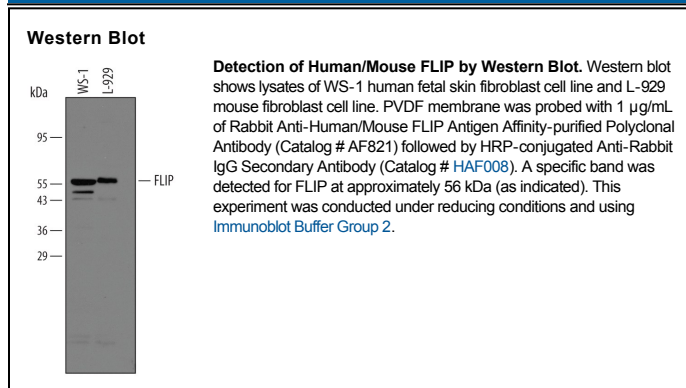 Western Blot
WS-1
L-929
kDa
95
55
43
36
29
FLIP
Detection of Human/Mouse FLIP by Western Blot. Western blot
shows lysates of WS-1 human fetal skin fibroblast cell line and L-929
mouse fibroblast cell line. PVDF membrane was probed with 1 µg/mL
of Rabbit Anti-Human/Mouse FLIP Antigen Affinity-purified Polyclonal
Antibody (Catalog # AF821) followed by HRP-conjugated Anti-Rabbit
IgG Secondary Antibody (Catalog # HAF008). A specific band was
detected for FLIP at approximately 56 kDa (as indicated). This
experiment was conducted under reducing conditions and using
Immunoblot Buffer Group 2.